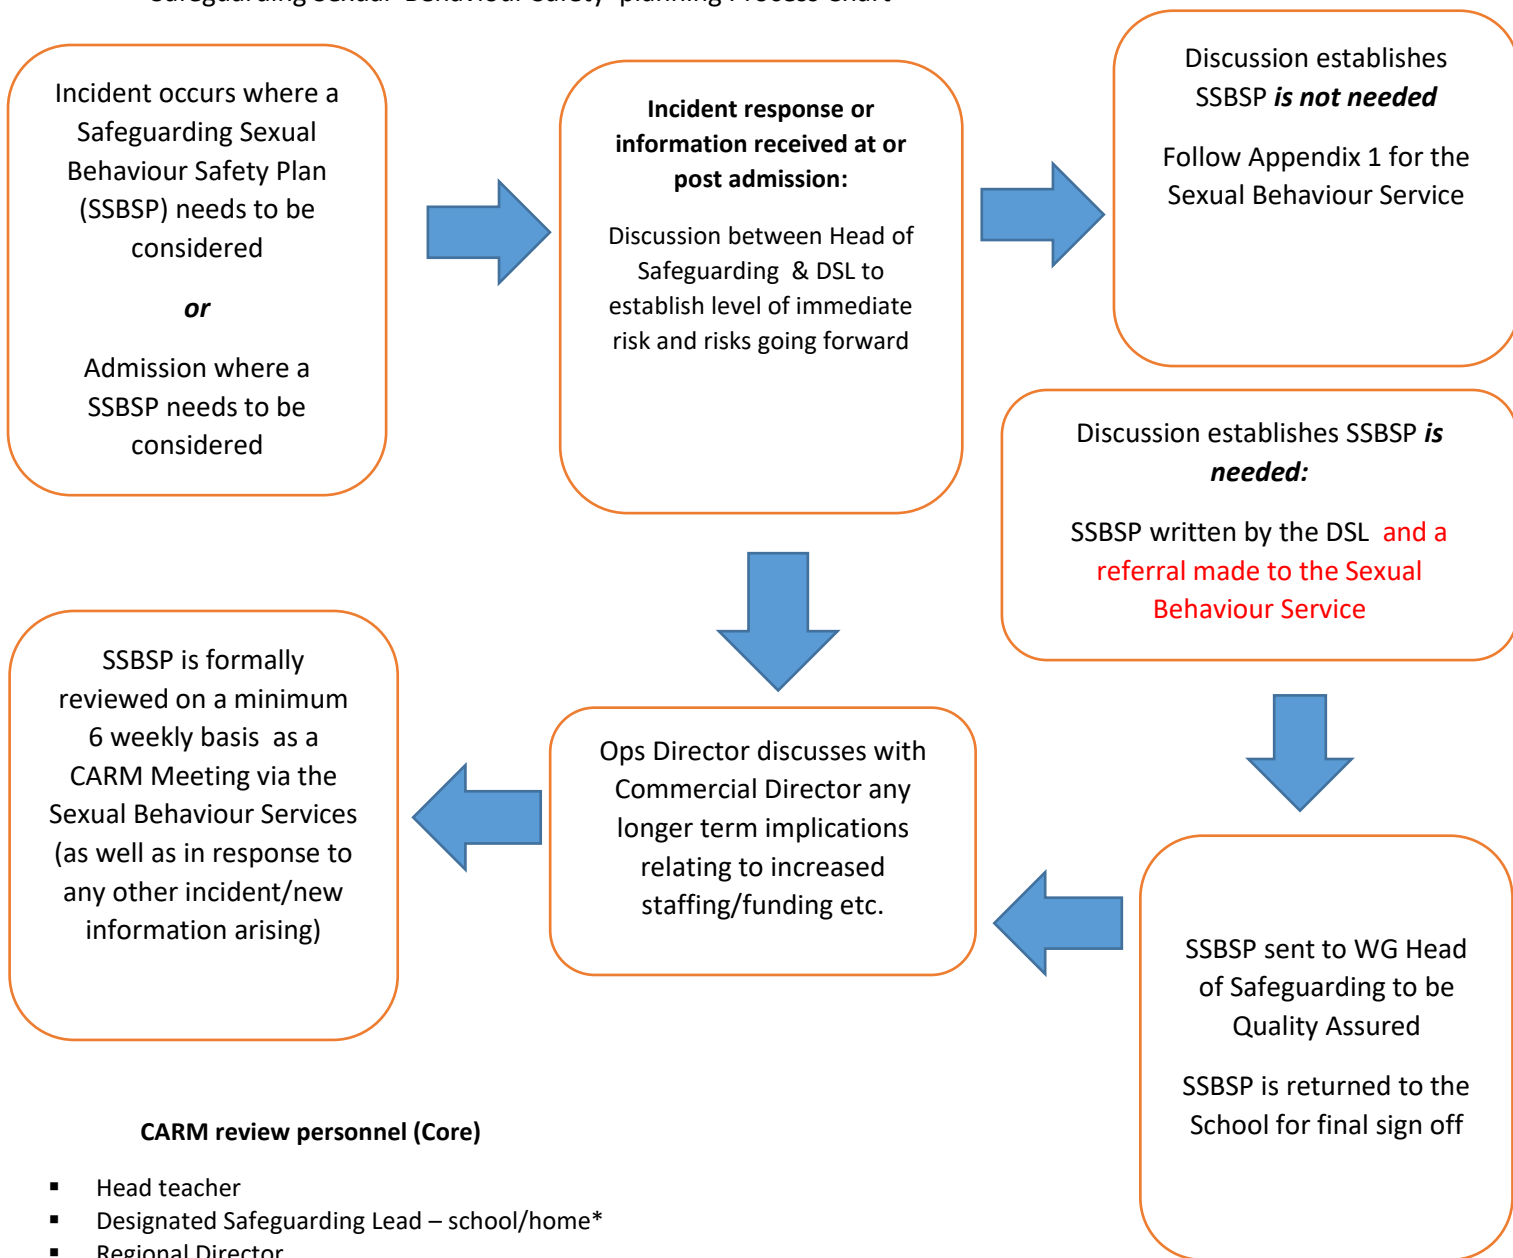 Safeguarding Sexual Behaviour Safety planning Process Chart
Incident occurs where a
Safeguarding Sexual
Behaviour Safety Plan
(SSBSP) needs to be
considered
or
Admission where a
SSBSP needs to be
considered
Incident response or
information received at or
post admission:
Discussion between Head of
Safeguarding & DSL to
establish level of immediate
risk and risks going forward
Discussion establishes
SSBSP is not needed
Follow Appendix 1 for the
Sexual Behaviour Service
Discussion establishes SSBSP is
needed:
SSBSP written by the DSL and a
referral made to the Sexual
Behaviour Service
SSBSP sent to WG Head
of Safeguarding to be
Quality Assured
SSBSP is returned to the
School for final sign off
Ops Director discusses with
Commercial Director any
longer term implications
relating to increased
staffing/funding etc.
SSBSP is formally
reviewed on a minimum
6 weekly basis as a
CARM Meeting via the
Sexual Behaviour Services
(as well as in response to
any other incident/new
information arising)
CARM review personnel (Core)
▪ Head teacher
▪ Designated Safeguarding Lead – school/home*
▪ Regional Director